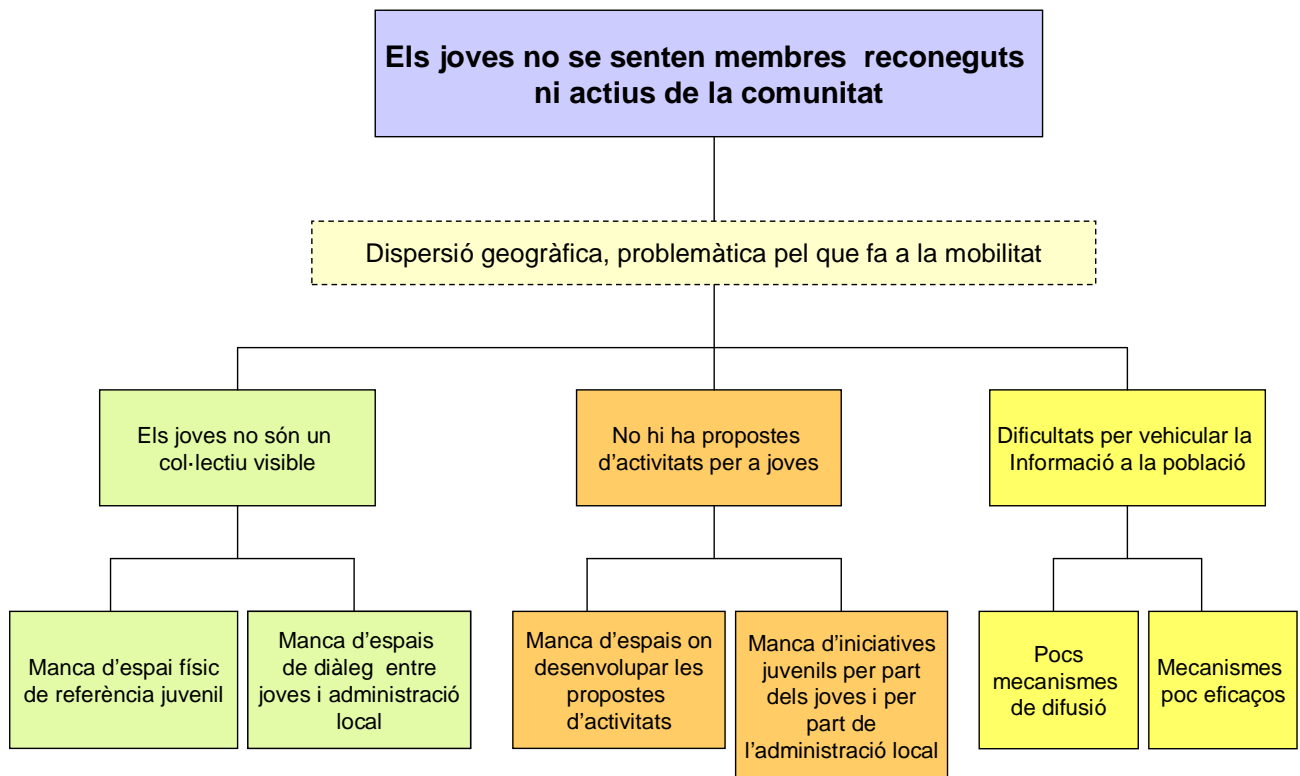 Els joves no se senten membres reconeguts
ni actius de la comunitat
Dispersió geogràfica, problemàtica pel que fa a la mobilitat
Els joves no són un
col·lectiu visible
No hi ha propostes
d'activitats per a joves
Dificultats per vehicular la
Informació a la població
Manca d'espai físic
de referència juvenil
Manca d'espais
de diàleg entre
joves i administració
local
Manca d'espais on
desenvolupar les
propostes
d'activitats
Manca d'iniciatives
juvenils per part
dels joves i per
part de
l'administració local
Pocs
mecanismes
de difusió
Mecanismes
poc eficaços